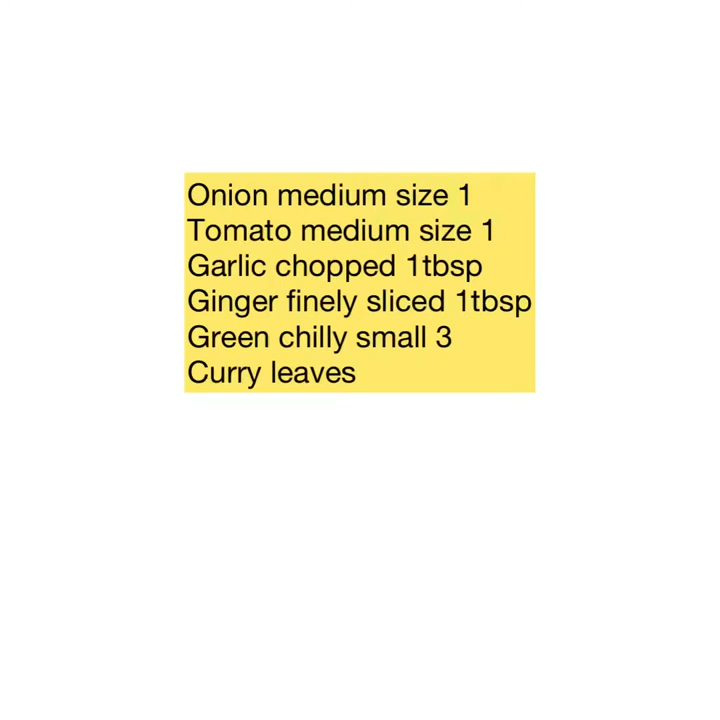 Onion medium size 1
Tomato medium size 1
Garlic chopped 1tbsp
Ginger finely sliced 1tbsp
Green chilly small 3
Curry leaves